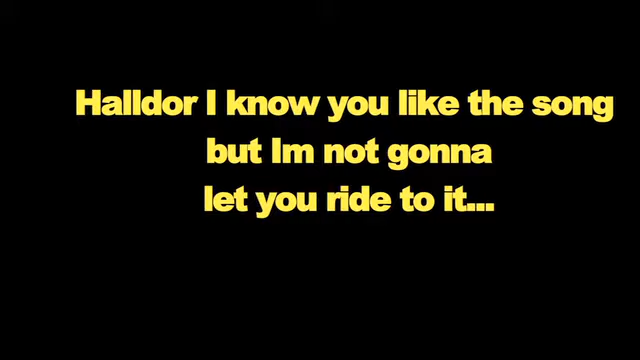 Halldor I know you like the song
but Im not gonna
let you ride to it...